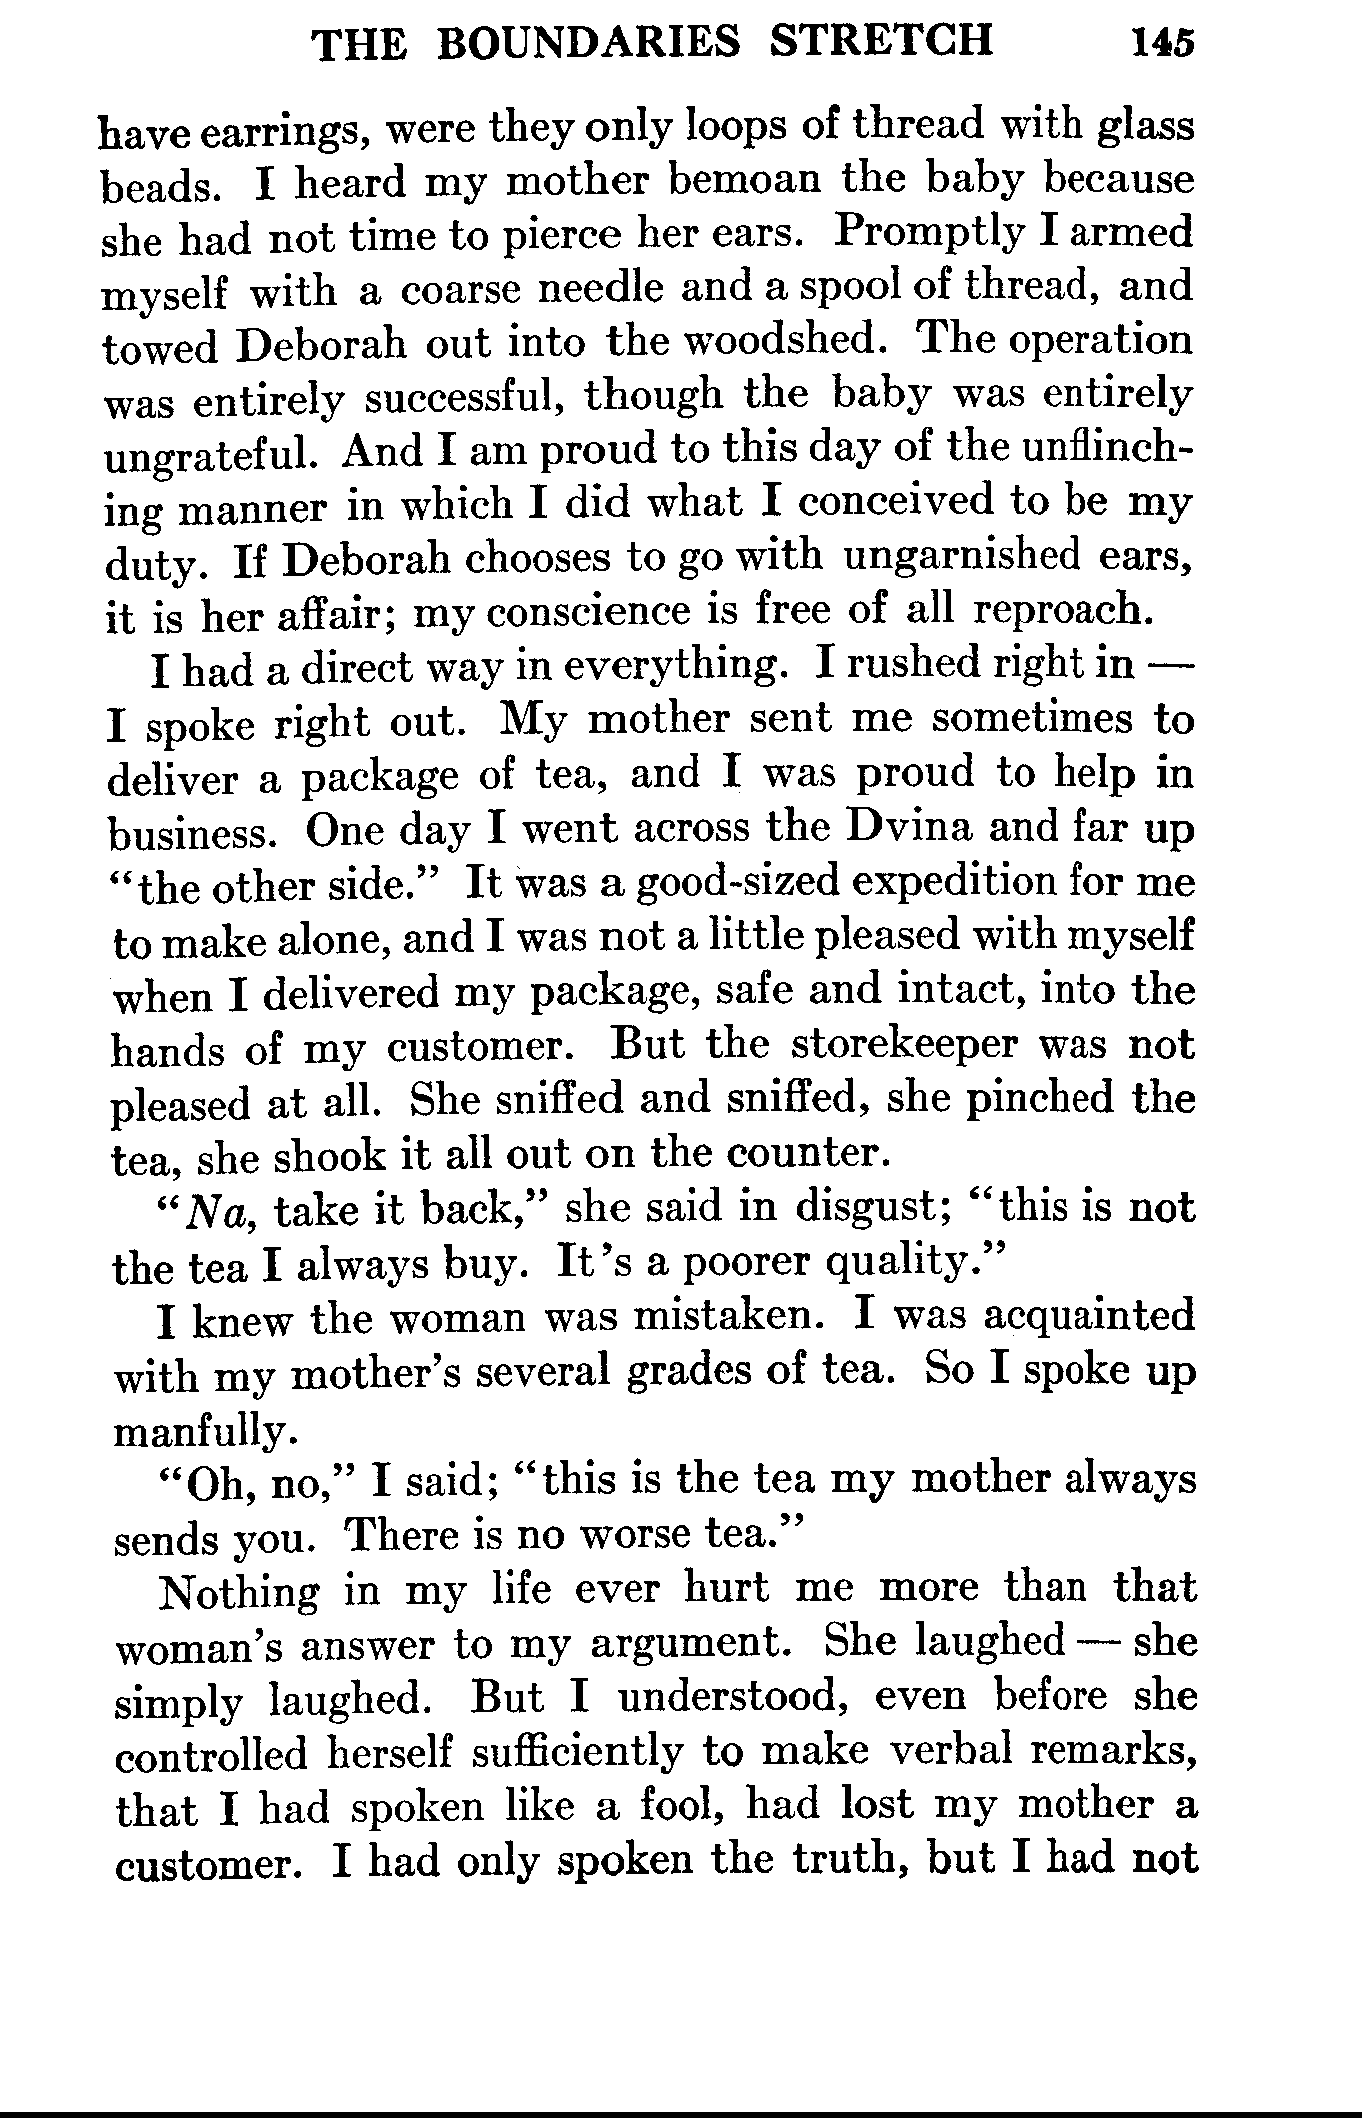 THE BOUNDARIES STRETCH 145
have earrings, were they only loops of thread with glass
beads. I heard my mother bemoan the baby because
she had not time to pierce her ears. Promptly I armed
myself with a coarse needle and a spool of thread, and
towed Deborah out into the woodshed. The operation
was entirely successful, though the baby was entirely
ungrateful. And I am proud to this day of the unflinch-
ing manner in which I did what I conceived to be my
duty. If Deborah chooses to go with ungarnished ears,
it is her affair; my conscience is free of all reproach.
I had a direct way in everything. I rushed right in —
I spoke right out. My mother sent me sometimes to
deliver a package of tea, and I was proud to help in
business. One day I went across the Dvina and far up
“the other side.” It was a good-sized expedition for me
to make alone, and I was not a little pleased with myself
when I delivered my package, safe and intact, into the
hands of my customer. But the storekeeper was not
pleased at all. She sniffed and sniffed, she pinched the
tea, she shook it all out on the counter.
“Na, take it back,” she said in disgust; “this is not
the tea I always buy. It’s a poorer quality.”
I knew the woman was mistaken. I was acquainted
with my mother’s several grades of tea. So I spoke up
manfully.
“Oh, no,” I said; “this is the tea my mother always
sends you. There is no worse tea.”
Nothing in my life ever hurt me more than that
woman’s answer to my argument. She laughed — she
simply laughed. But I understood, even before she
controlled herself sufficiently to make verbal remarks,
that I had spoken like a fool, had lost my mother a
customer. I had only spoken the truth, but I had not